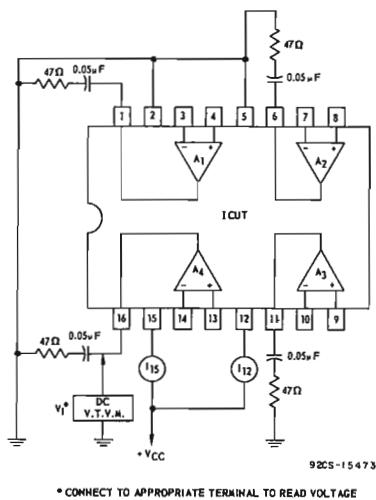 47Ω
0.05μF
47Ω
0.05μF
1
2
3
4
5
6
7
8
- +
A1
- +
A2
ICUT
A4
- +
A3
- +
16
15
14
13
12
11
10
9
47Ω
0.05μF
I15
I12
0.05μF
47Ω
V1*
DC
V.T.V.M.
+VCC
92CS-15473
* CONNECT TO APPROPRIATE TERMINAL TO READ VOLTAGE